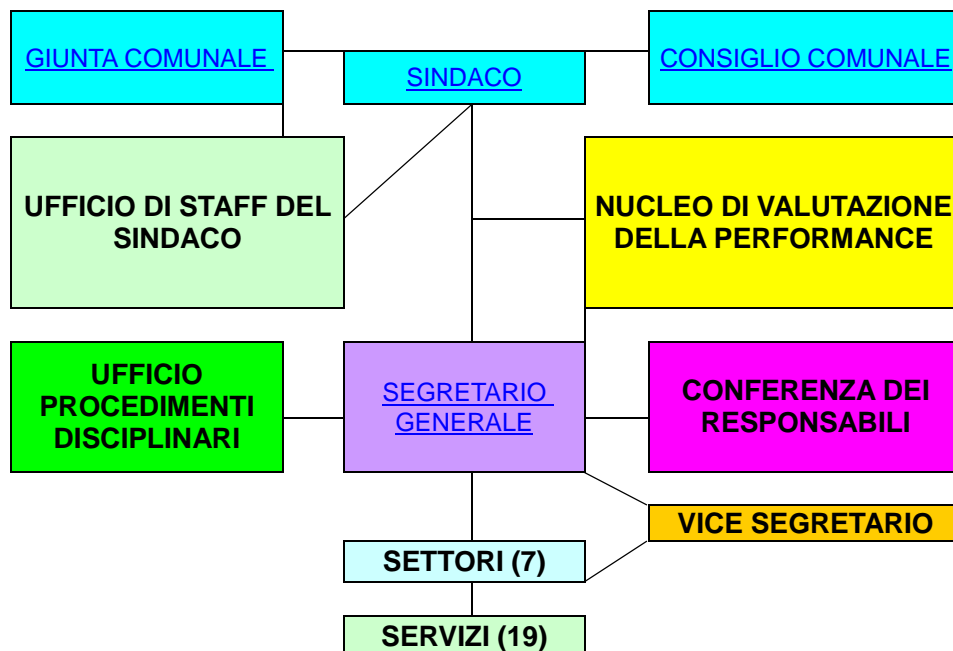 GIUNTA COMUNALE
SINDACO
CONSIGLIO COMUNALE
UFFICIO DI STAFF DEL
SINDACO
NUCLEO DI VALUTAZIONE
DELLA PERFORMANCE
UFFICIO
PROCEDIMENTI
DISCIPLINARI
SEGRETARIO
GENERALE
CONFERENZA DEI
RESPONSABILI
VICE SEGRETARIO
SETTORI (7)
SERVIZI (19)